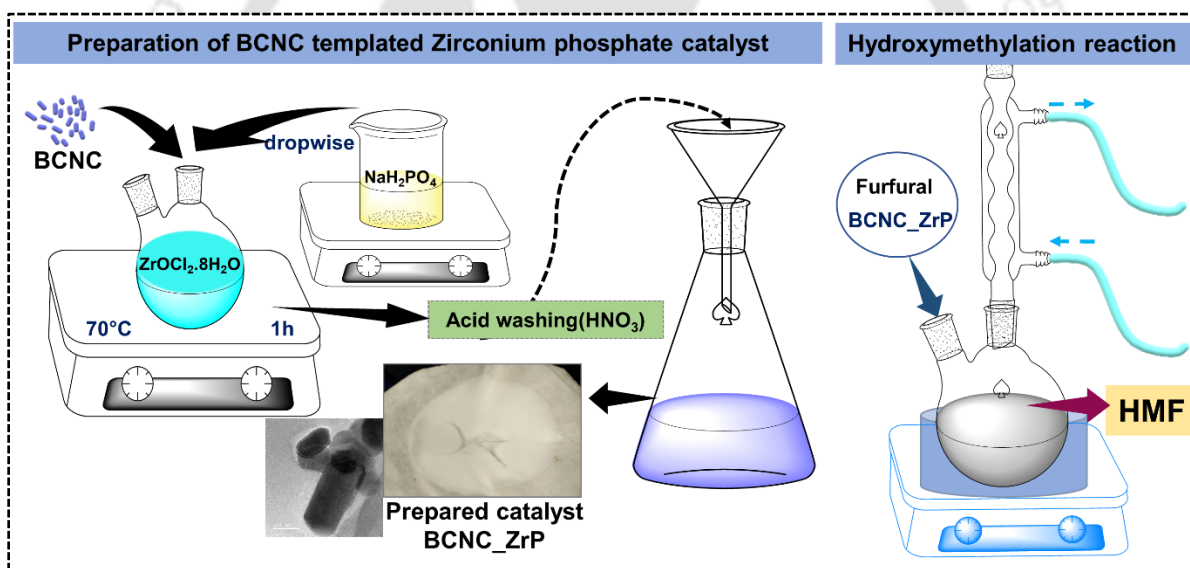 Preparation of BCNC templated Zirconium phosphate catalyst
BCNC
dropwise
NaH₂PO₄
ZrOCl₂.8H₂O
70°C
1h
Acid washing(HNO₃)
Prepared catalyst
BCNC_ZrP
Hydroxymethylation reaction
Furfural
BCNC_ZrP
HMF